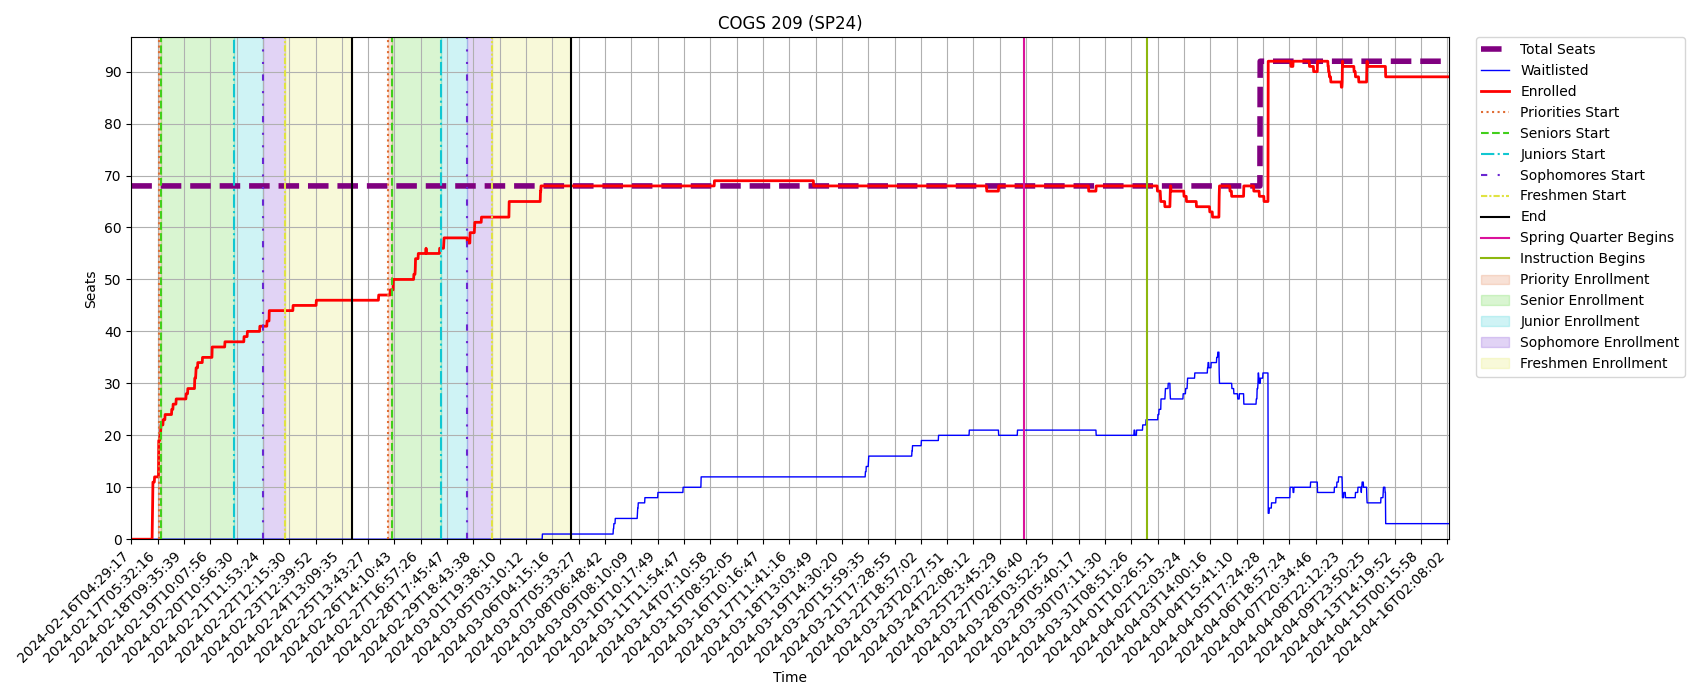 COGS 209 (SP24)
Seats
90
80
70
60
50
40
30
20
10
0
2024-02-16T04:29:17
2024-02-17T05:32:16
2024-02-18T09:35:39
2024-02-19T10:07:56
2024-02-20T10:56:30
2024-02-21T11:53:24
2024-02-22T12:15:30
2024-02-23T12:39:52
2024-02-24T13:09:35
2024-02-25T13:43:27
2024-02-26T14:10:43
2024-02-27T16:57:26
2024-02-28T17:45:47
2024-02-29T18:43:38
2024-03-01T19:38:10
2024-03-05T03:10:12
2024-03-06T04:15:16
2024-03-07T05:33:27
2024-03-08T06:48:42
2024-03-09T08:10:09
2024-03-10T10:17:49
2024-03-11T11:54:47
2024-03-14T07:10:58
2024-03-15T08:52:05
2024-03-16T10:16:47
2024-03-17T11:41:16
2024-03-18T13:03:49
2024-03-19T14:30:20
2024-03-20T15:59:35
2024-03-21T17:28:55
2024-03-22T18:57:02
2024-03-23T20:27:51
2024-03-24T22:08:12
2024-03-25T23:45:29
2024-03-27T02:16:40
2024-03-28T03:52:25
2024-03-29T05:40:17
2024-03-30T07:11:30
2024-03-31T08:51:26
2024-04-01T10:26:51
2024-04-02T12:03:24
2024-04-03T14:00:16
2024-04-04T15:41:10
2024-04-05T17:24:28
2024-04-06T18:57:24
2024-04-07T20:34:46
2024-04-08T22:12:23
2024-04-09T23:50:25
2024-04-13T14:19:52
2024-04-15T00:15:58
2024-04-16T02:08:02
Time
Total Seats
Waitlisted
Enrolled
Priorities Start
Seniors Start
Juniors Start
Sophomores Start
Freshmen Start
End
Spring Quarter Begins
Instruction Begins
Priority Enrollment
Senior Enrollment
Junior Enrollment
Sophomore Enrollment
Freshmen Enrollment